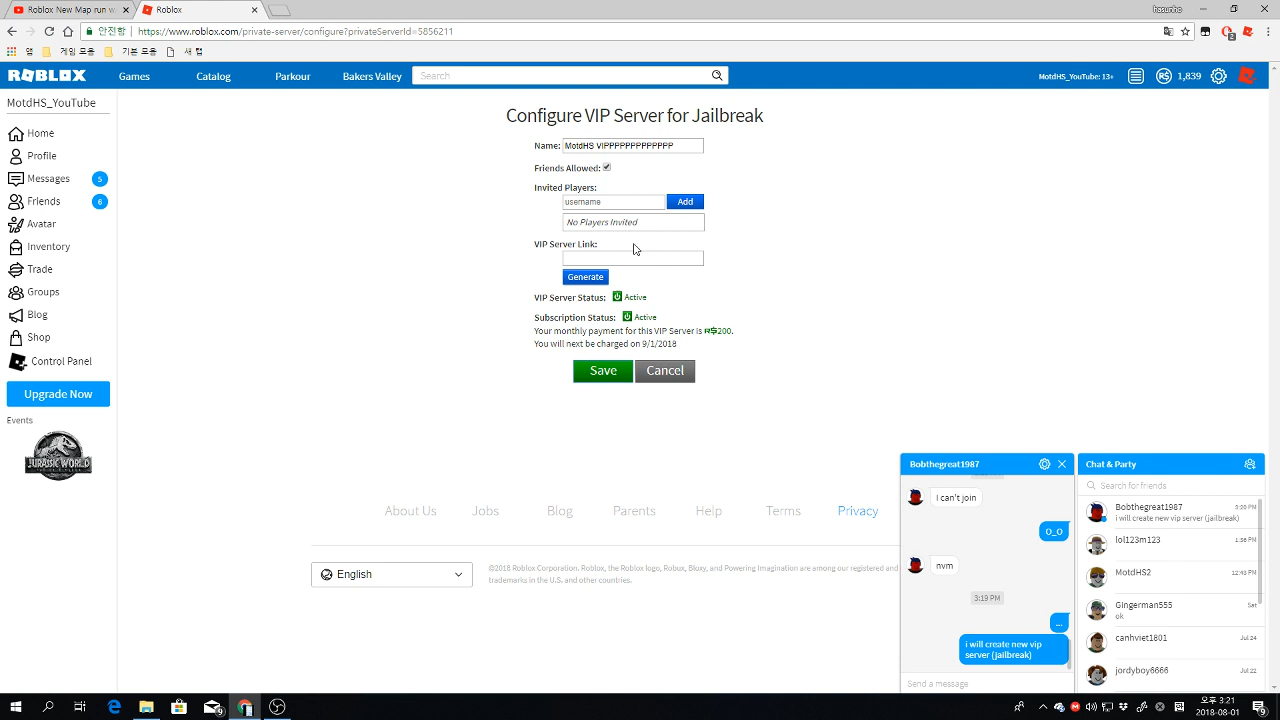 Roblox New Map run w
Roblox
horucho
안전함
https://www.roblox.com/private-server/configure?privateServerId=5856211
앱
게임 모음
기본 모음
새 탭
ROBLOX
Games
Catalog
Parkour
Bakers Valley
Search
MotdHS_YouTube: 13+
R$
1,839
MotdHS_YouTube
Home
Profile
Messages
5
Friends
6
Avatar
Inventory
Trade
Groups
Blog
Shop
Control Panel
Upgrade Now
Events
JURASSIC WORLD
Configure VIP Server for Jailbreak
Name:
MotdHS VIPPPPPPPPPPPPP
Friends Allowed:
Invited Players:
username
Add
No Players Invited
VIP Server Link:
Generate
VIP Server Status:
Active
Subscription Status:
Active
Your monthly payment for this VIP Server is R$200.
You will next be charged on 9/1/2018
Save
Cancel
About Us
Jobs
Blog
Parents
Help
Terms
Privacy
English
©2018 Roblox Corporation. Roblox, the Roblox logo, Robux, Bloxy, and Powering Imagination are among our registered and
trademarks in the U.S. and other countries.
Bobthegreat1987
I can't join
O_O
nvm
3:19 PM
...
i will create new vip
server (jailbreak)
Send a message
Chat & Party
Search for friends
Bobthegreat1987
3:20 PM
i will create new vip server (jailbreak)
lol123m123
1:36 PM
MotdHS2
12:43 PM
Gingerman555
Sat
ok
canhviet1801
Jul 24
jordyboy6666
Jul 22
오후 3:21
2018-08-01